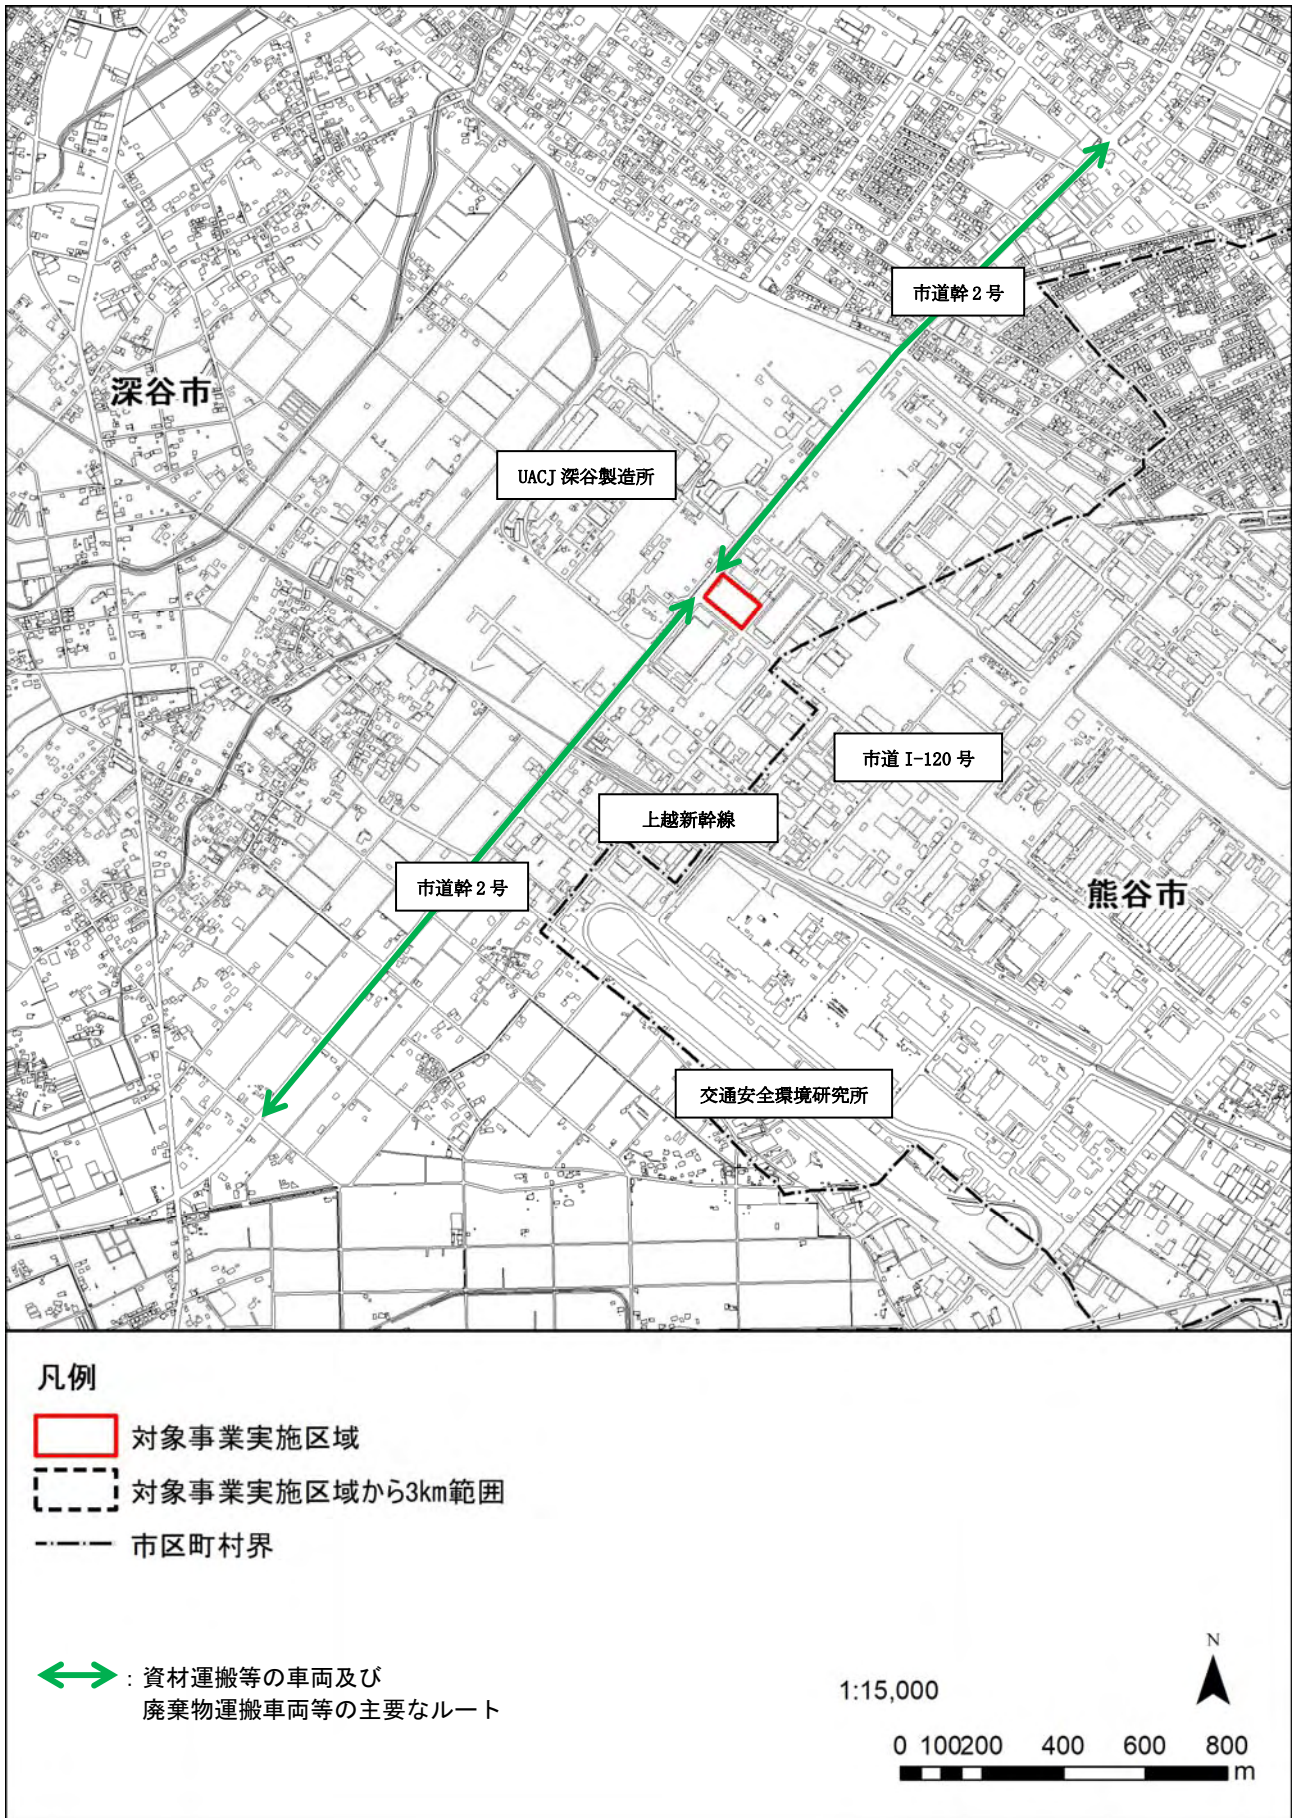 市道幹２号
深谷市
UACJ 深谷製造所
市道 I-120 号
上越新幹線
市道幹２号
熊谷市
交通安全環境研究所
凡例
対象事業実施区域
対象事業実施区域から3km範囲
市区町村界
：資材運搬等の車両及び
廃棄物運搬車両等の主要なルート
1:15,000
N
0 100200 400 600 800
m